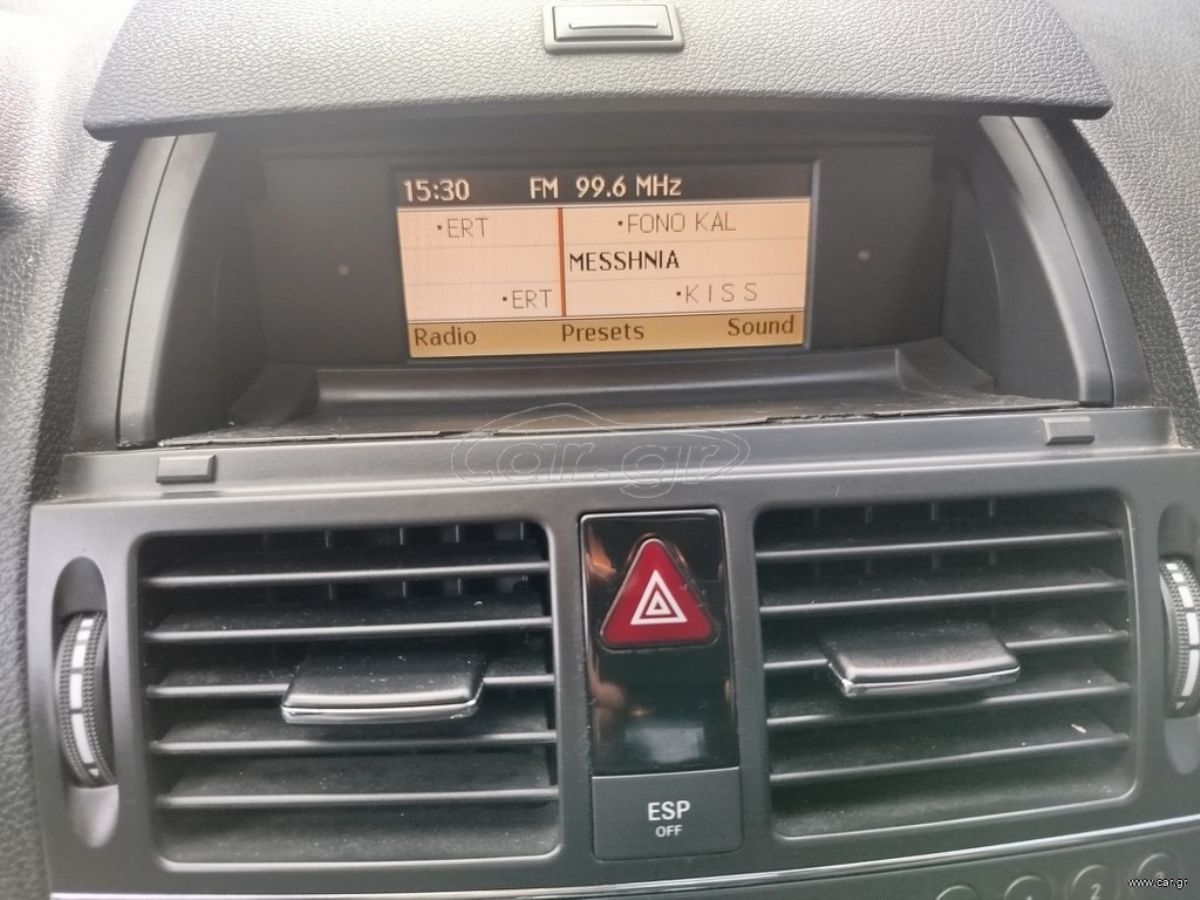 15:30 FM 99.6 MHz
•ERT •FONO KAL
MESSHNIA
•ERT •KISS
Radio Presets Sound
car.gr
ESP
OFF
2
www.car.gr